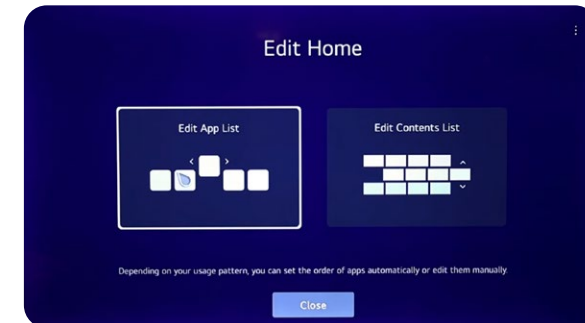 Edit Home
Edit App List
Edit Contents List
Depending on your usage pattern, you can set the order of apps automatically or edit them manually.
Close